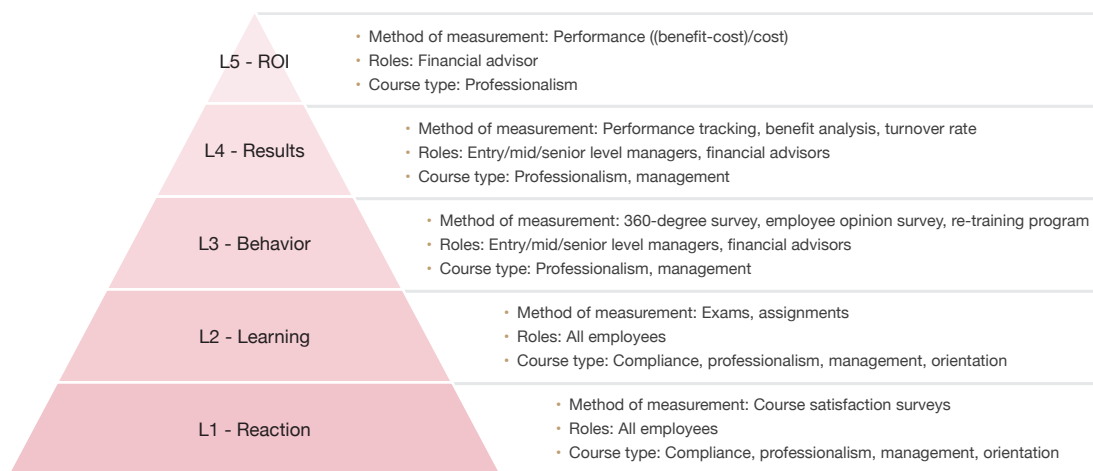 L5 - ROI
• Method of measurement: Performance ((benefit-cost)/cost)
• Roles: Financial advisor
• Course type: Professionalism
L4 - Results
• Method of measurement: Performance tracking, benefit analysis, turnover rate
• Roles: Entry/mid/senior level managers, financial advisors
• Course type: Professionalism, management
L3 - Behavior
• Method of measurement: 360-degree survey, employee opinion survey, re-training program
• Roles: Entry/mid/senior level managers, financial advisors
• Course type: Professionalism, management
L2 - Learning
• Method of measurement: Exams, assignments
• Roles: All employees
• Course type: Compliance, professionalism, management, orientation
L1 - Reaction
• Method of measurement: Course satisfaction surveys
• Roles: All employees
• Course type: Compliance, professionalism, management, orientation